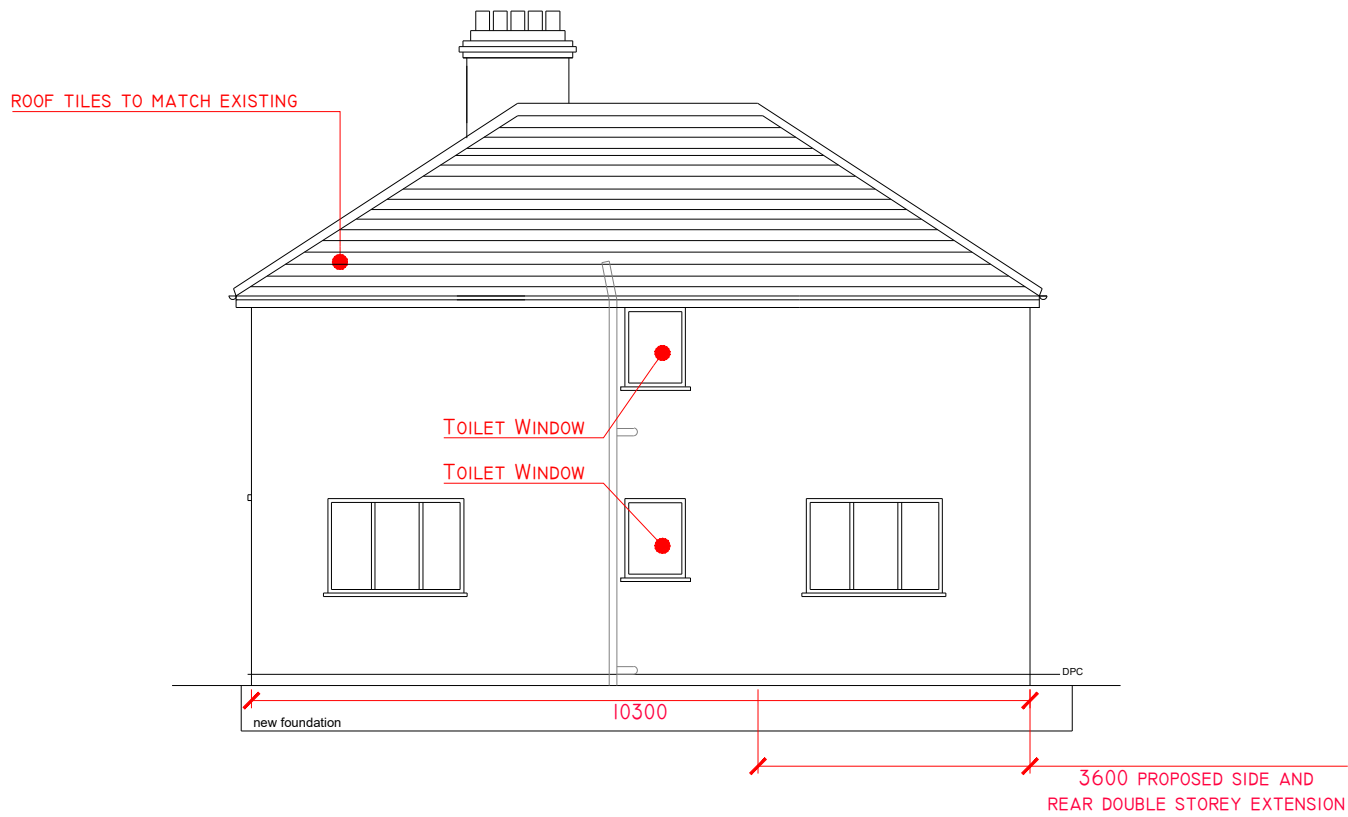 ROOF TILES TO MATCH EXISTING
TOILET WINDOW
TOILET WINDOW
DPC
10300
new foundation
3600 PROPOSED SIDE AND
REAR DOUBLE STOREY EXTENSION